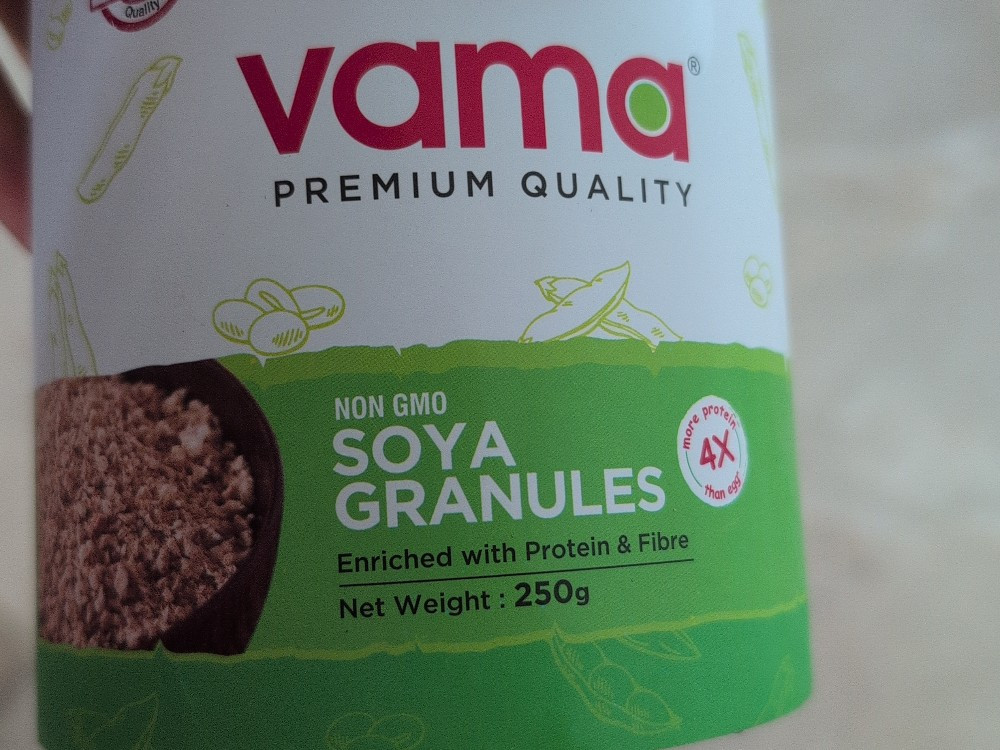 Quality
vama®
PREMIUM QUALITY
NON GMO
SOYA
GRANULES
more protein
4X
than egg
Enriched with Protein & Fibre
Net Weight : 250g